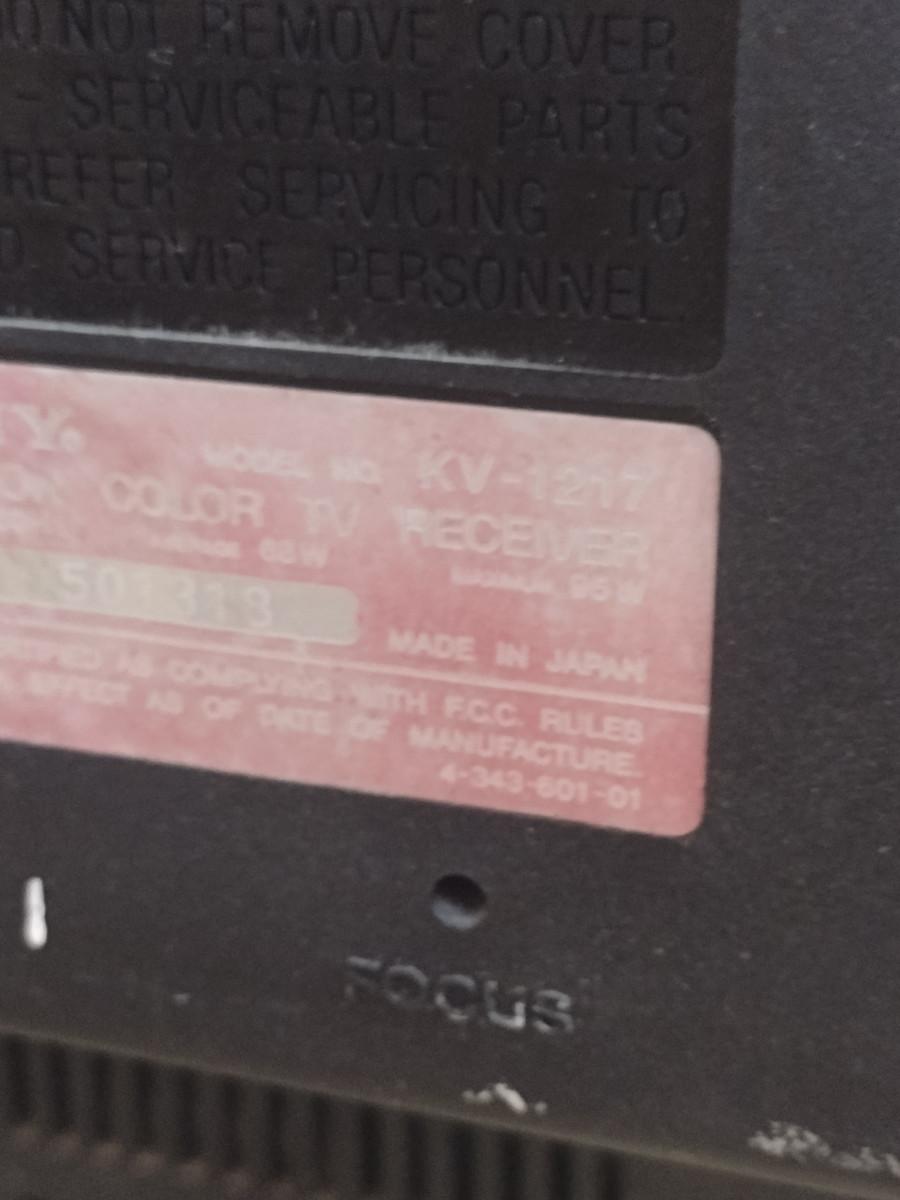 NOT REMOVE COVER
- SERVICEABLE PARTS
REFER SERVICING TO
SERVICE PERSONNEL.
MODEL NO. KV-1217
COLOR TV RECEIVER
MADE IN JAPAN
AS COMPLYING WITH F.C.C. RULES
EFFECT AS OF DATE OF MANUFACTURE.
4-343-601-01
FOCUS